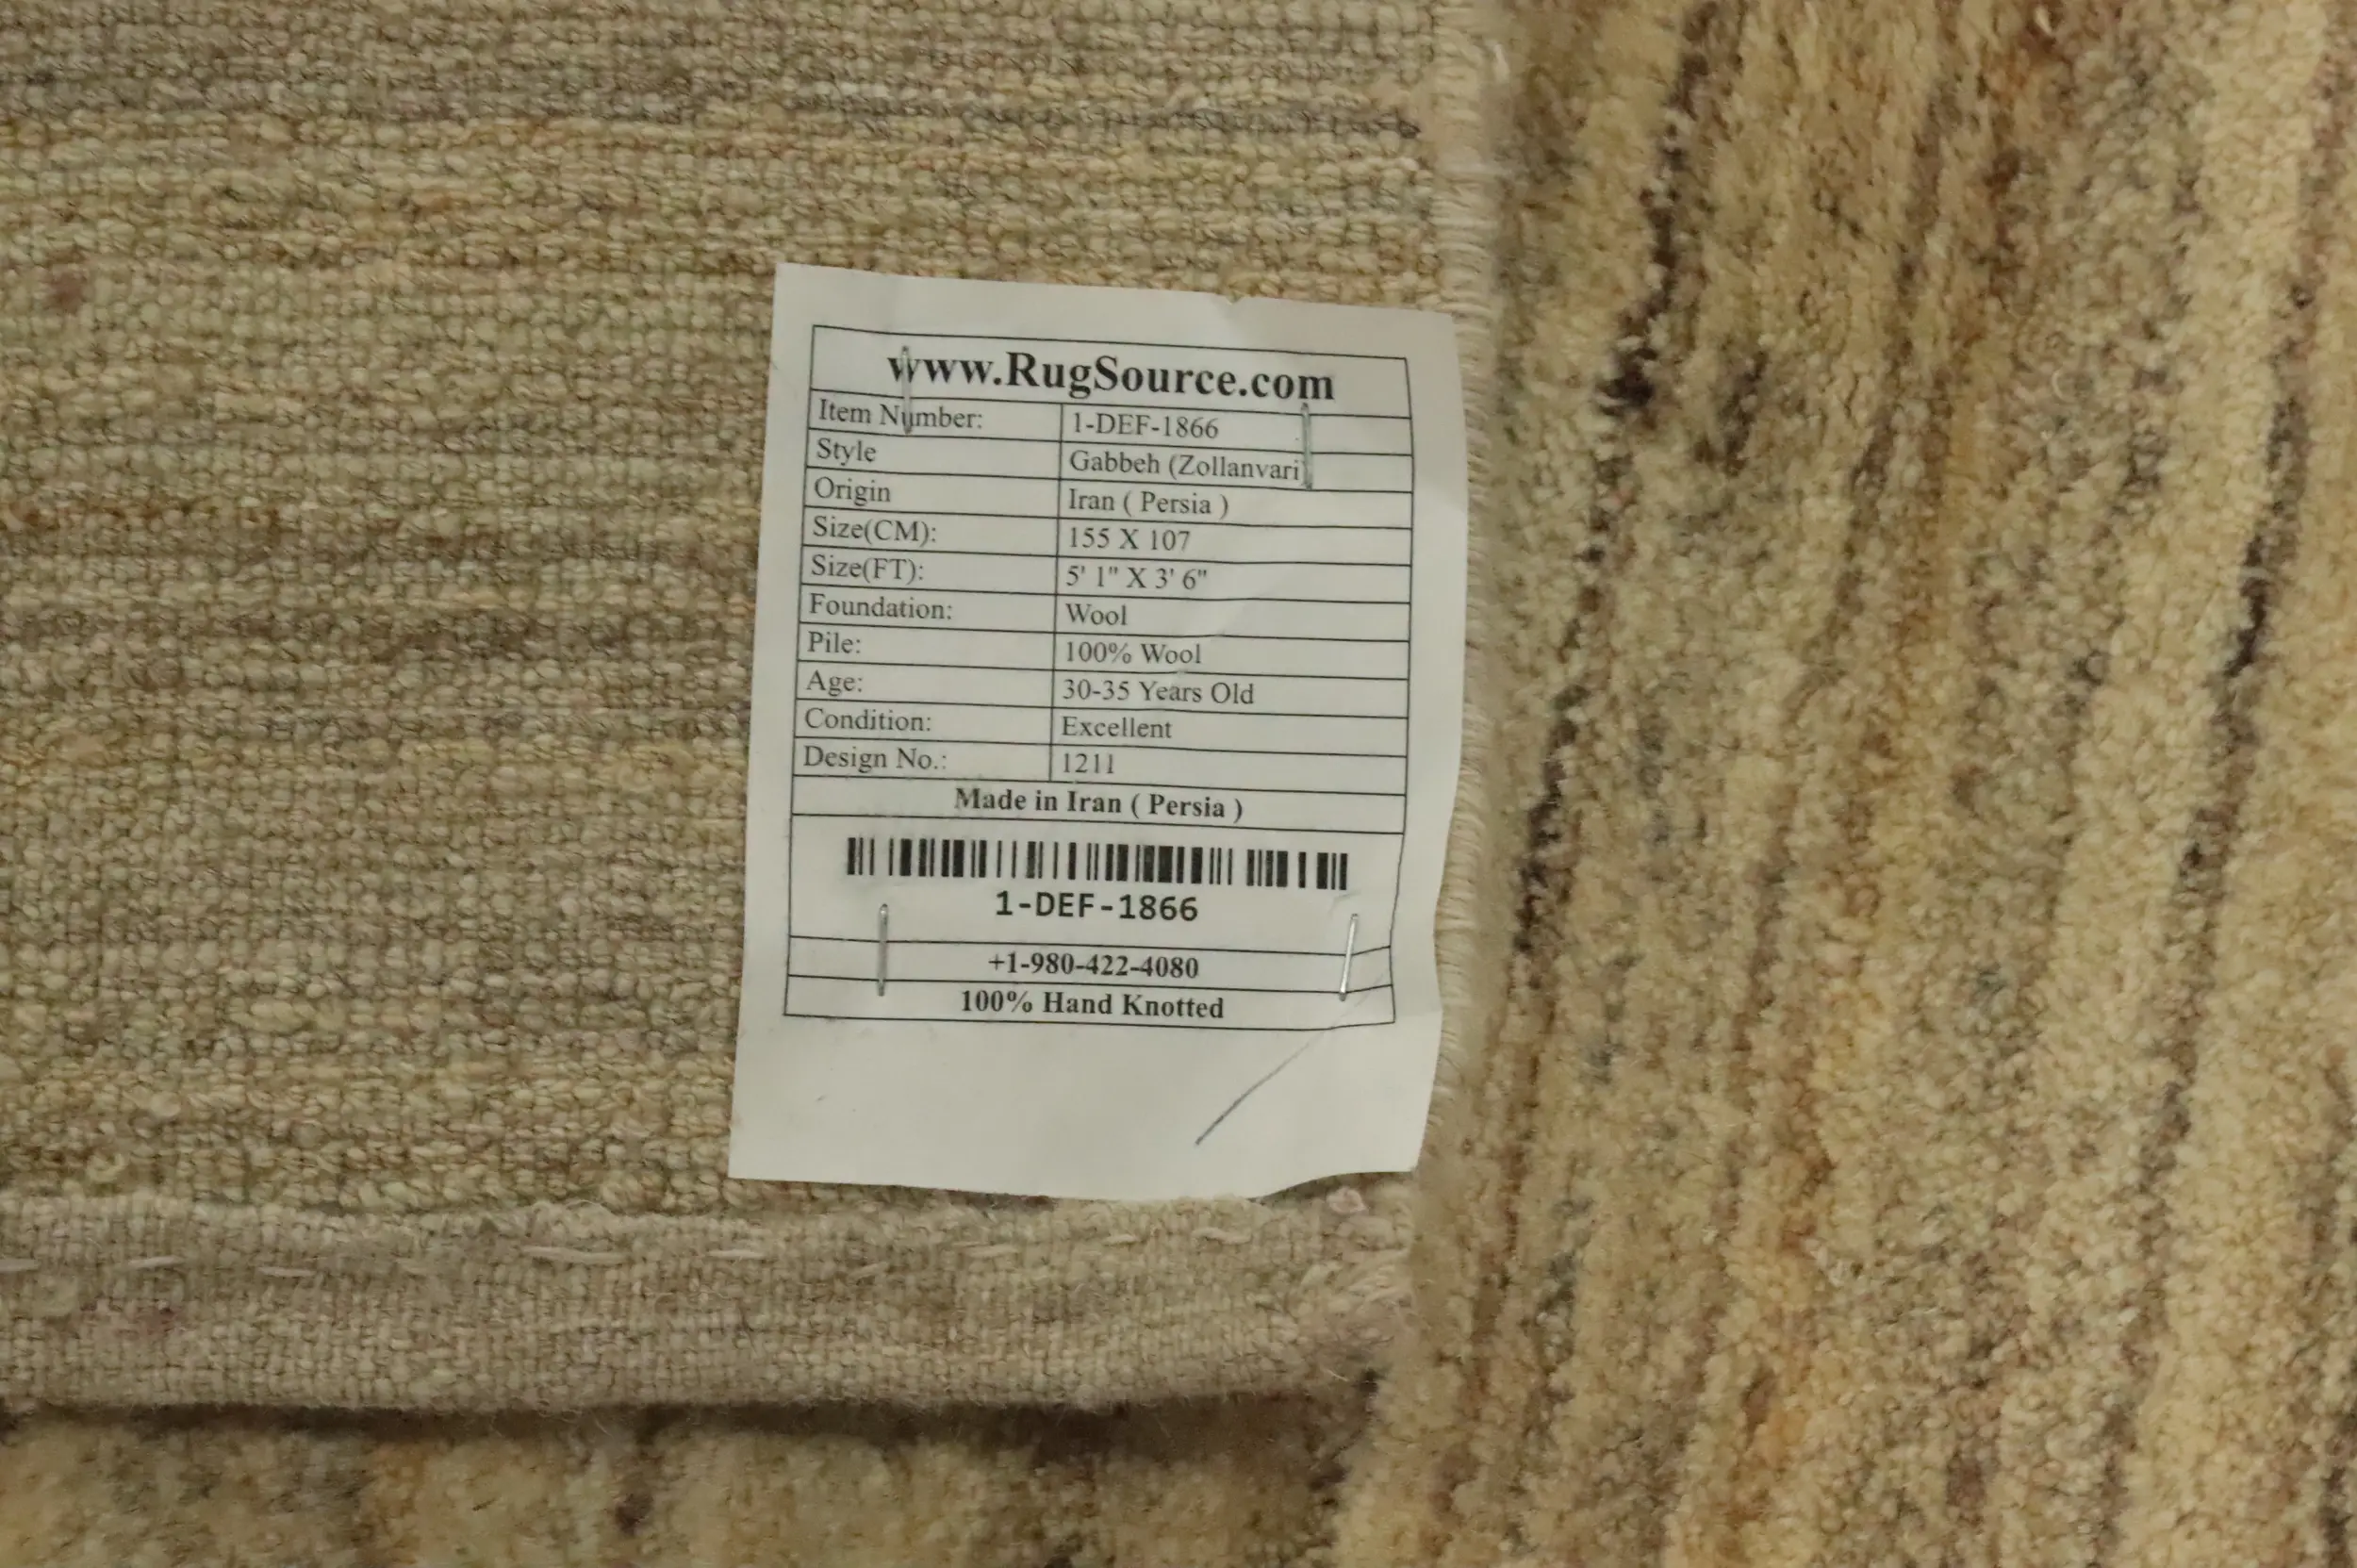 www.RugSource.com
Item Number: 1-DEF-1866
Style Gabbeh (Zollanvari)
Origin Iran ( Persia )
Size(CM): 155 X 107
Size(FT): 5' 1" X 3' 6"
Foundation: Wool
Pile: 100% Wool
Age: 30-35 Years Old
Condition: Excellent
Design No.: 1211
Made in Iran ( Persia )
1-DEF-1866
+1-980-422-4080
100% Hand Knotted